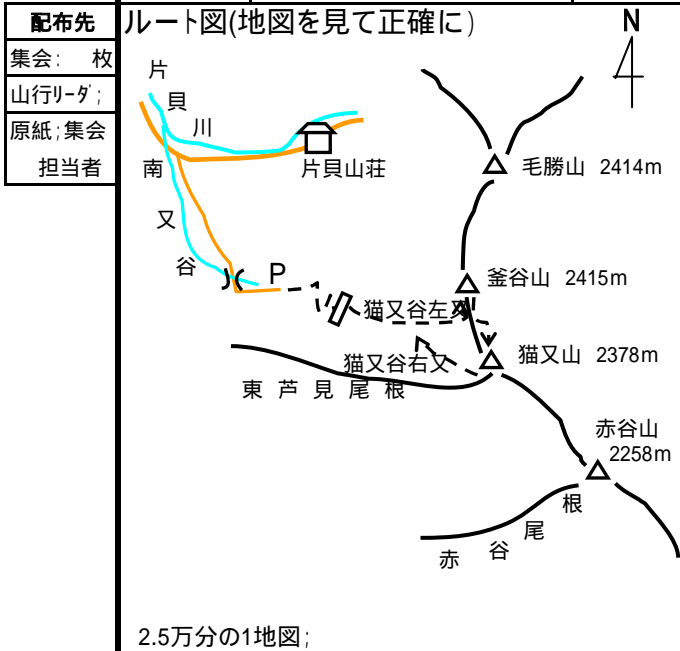 配布先
集会: 枚
山行リーダ;
原紙;集会
担当者
ルート図(地図を見て正確に)
N
片貝川
片貝山荘
南又谷
P
毛勝山 2414m
釜谷山 2415m
猫又谷左又
猫又谷右又
猫又山 2378m
東芦見尾根
赤谷山
2258m
赤谷尾根
2.5万分の1地図;